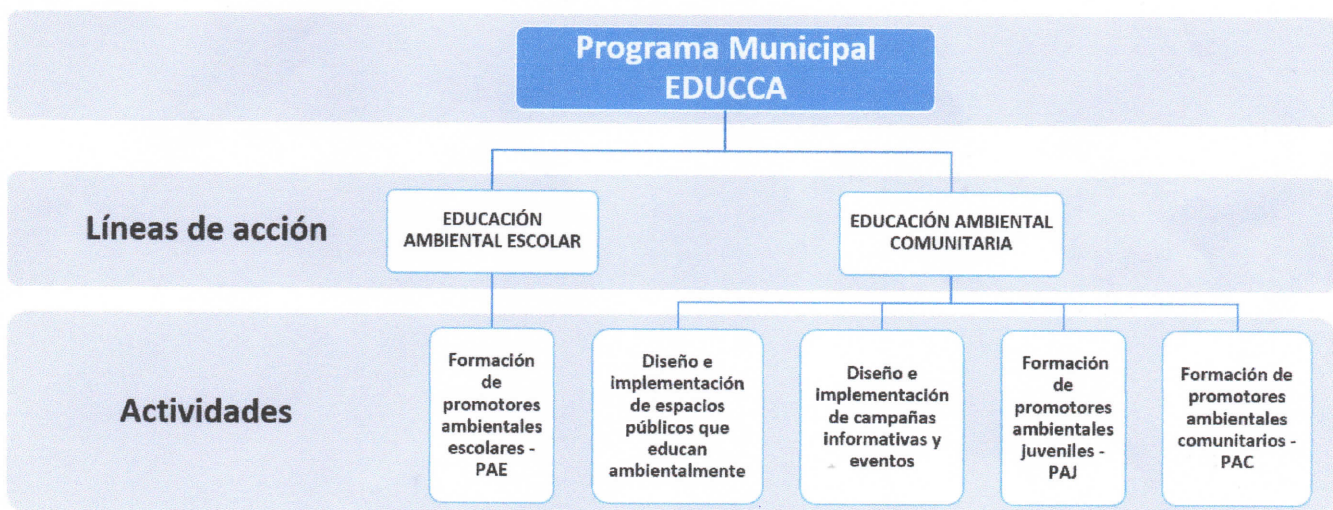 Programa Municipal
EDUCCA
Líneas de acción
EDUCACIÓN
AMBIENTAL ESCOLAR
EDUCACIÓN AMBIENTAL
COMUNITARIA
Actividades
Formación
de
promotores
ambientales
escolares -
PAE
Diseño e
implementación
de espacios
públicos que
educan
ambientalmente
Diseño e
implementación
de campañas
informativas y
eventos
Formación
de
promotores
ambientales
juveniles -
PAJ
Formación de
promotores
ambientales
comunitarios -
PAC